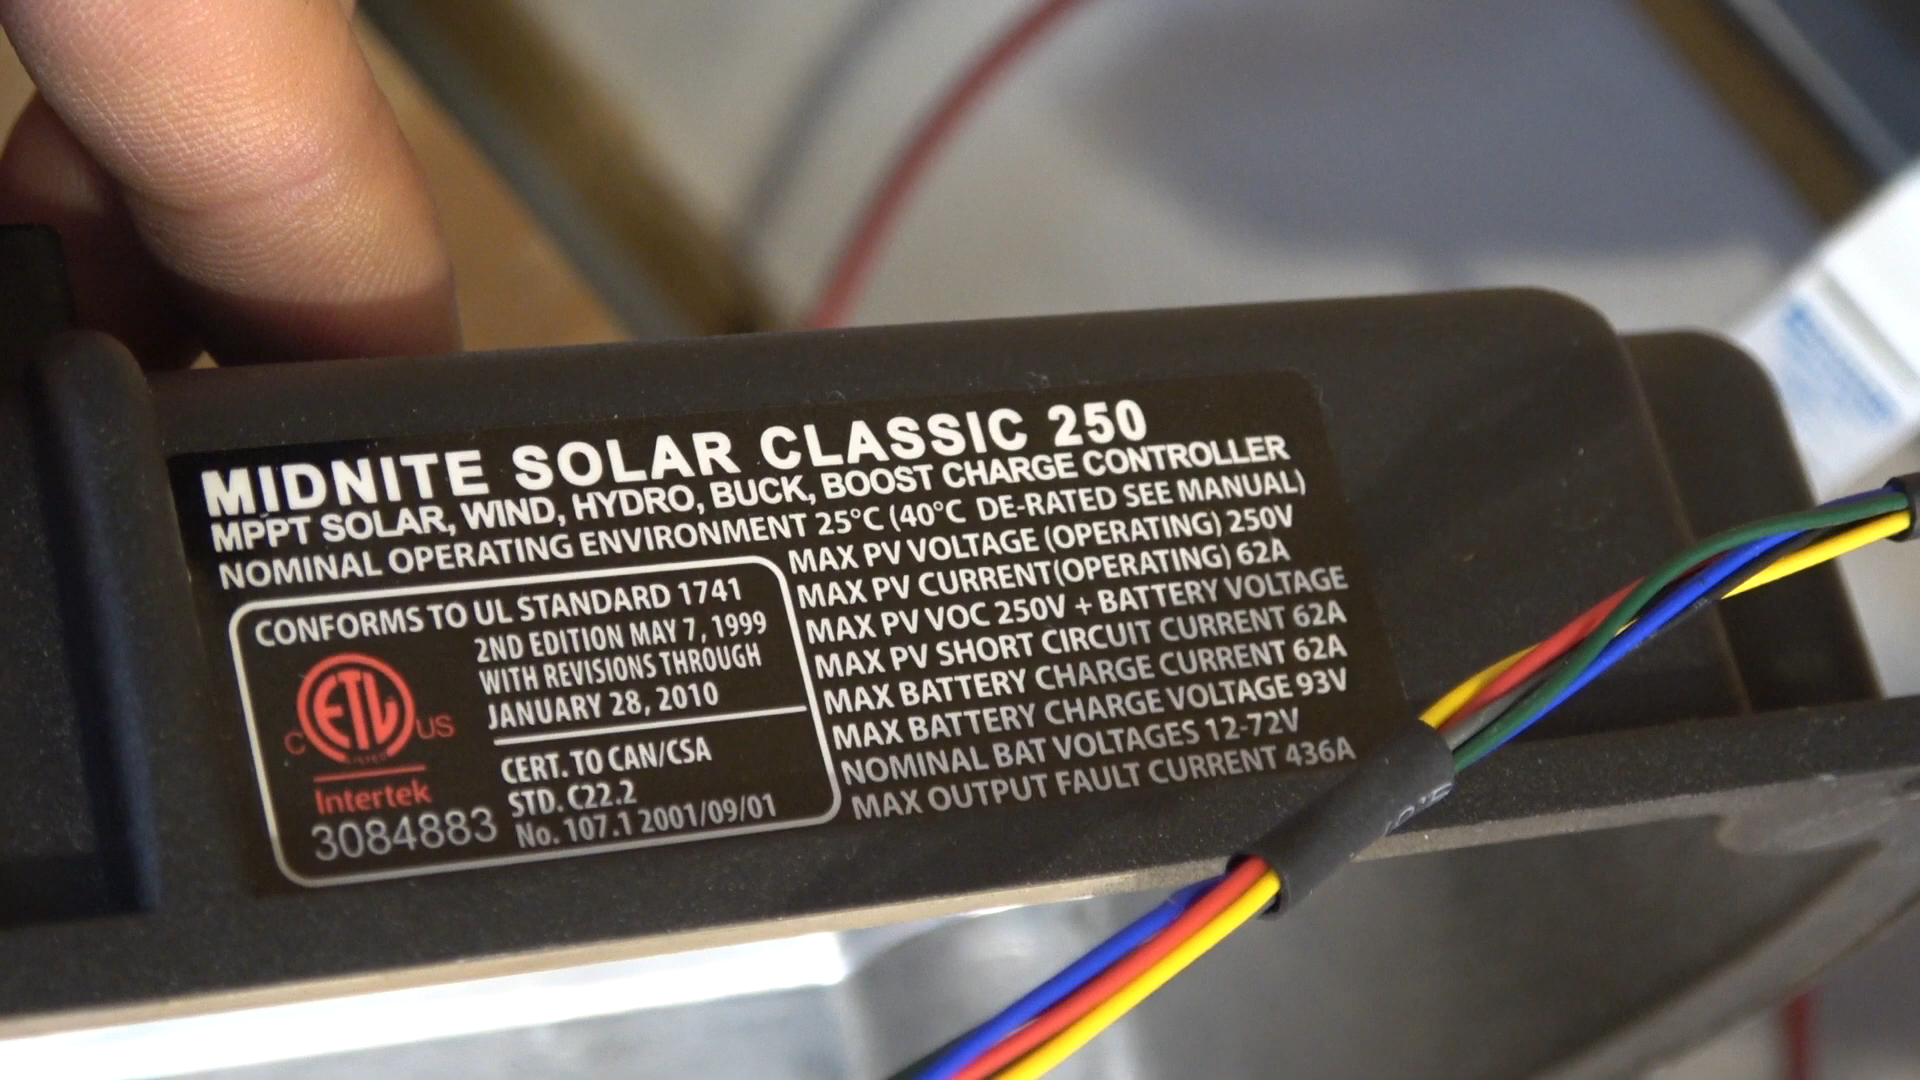 MIDNITE SOLAR CLASSIC 250
MPPT SOLAR, WIND, HYDRO, BUCK, BOOST CHARGE CONTROLLER
NOMINAL OPERATING ENVIRONMENT 25°C (40°C DE-RATED SEE MANUAL)
CONFORMS TO UL STANDARD 1741
2ND EDITION MAY 7, 1999
WITH REVISIONS THROUGH
JANUARY 28, 2010
C ETL US
LISTED
Intertek
3084883
CERT. TO CAN/CSA
STD. C22.2
No. 107.1 2001/09/01
MAX PV VOLTAGE (OPERATING) 250V
MAX PV CURRENT(OPERATING) 62A
MAX PV VOC 250V + BATTERY VOLTAGE
MAX PV SHORT CIRCUIT CURRENT 62A
MAX BATTERY CHARGE CURRENT 62A
MAX BATTERY CHARGE VOLTAGE 93V
NOMINAL BAT VOLTAGES 12-72V
MAX OUTPUT FAULT CURRENT 436A